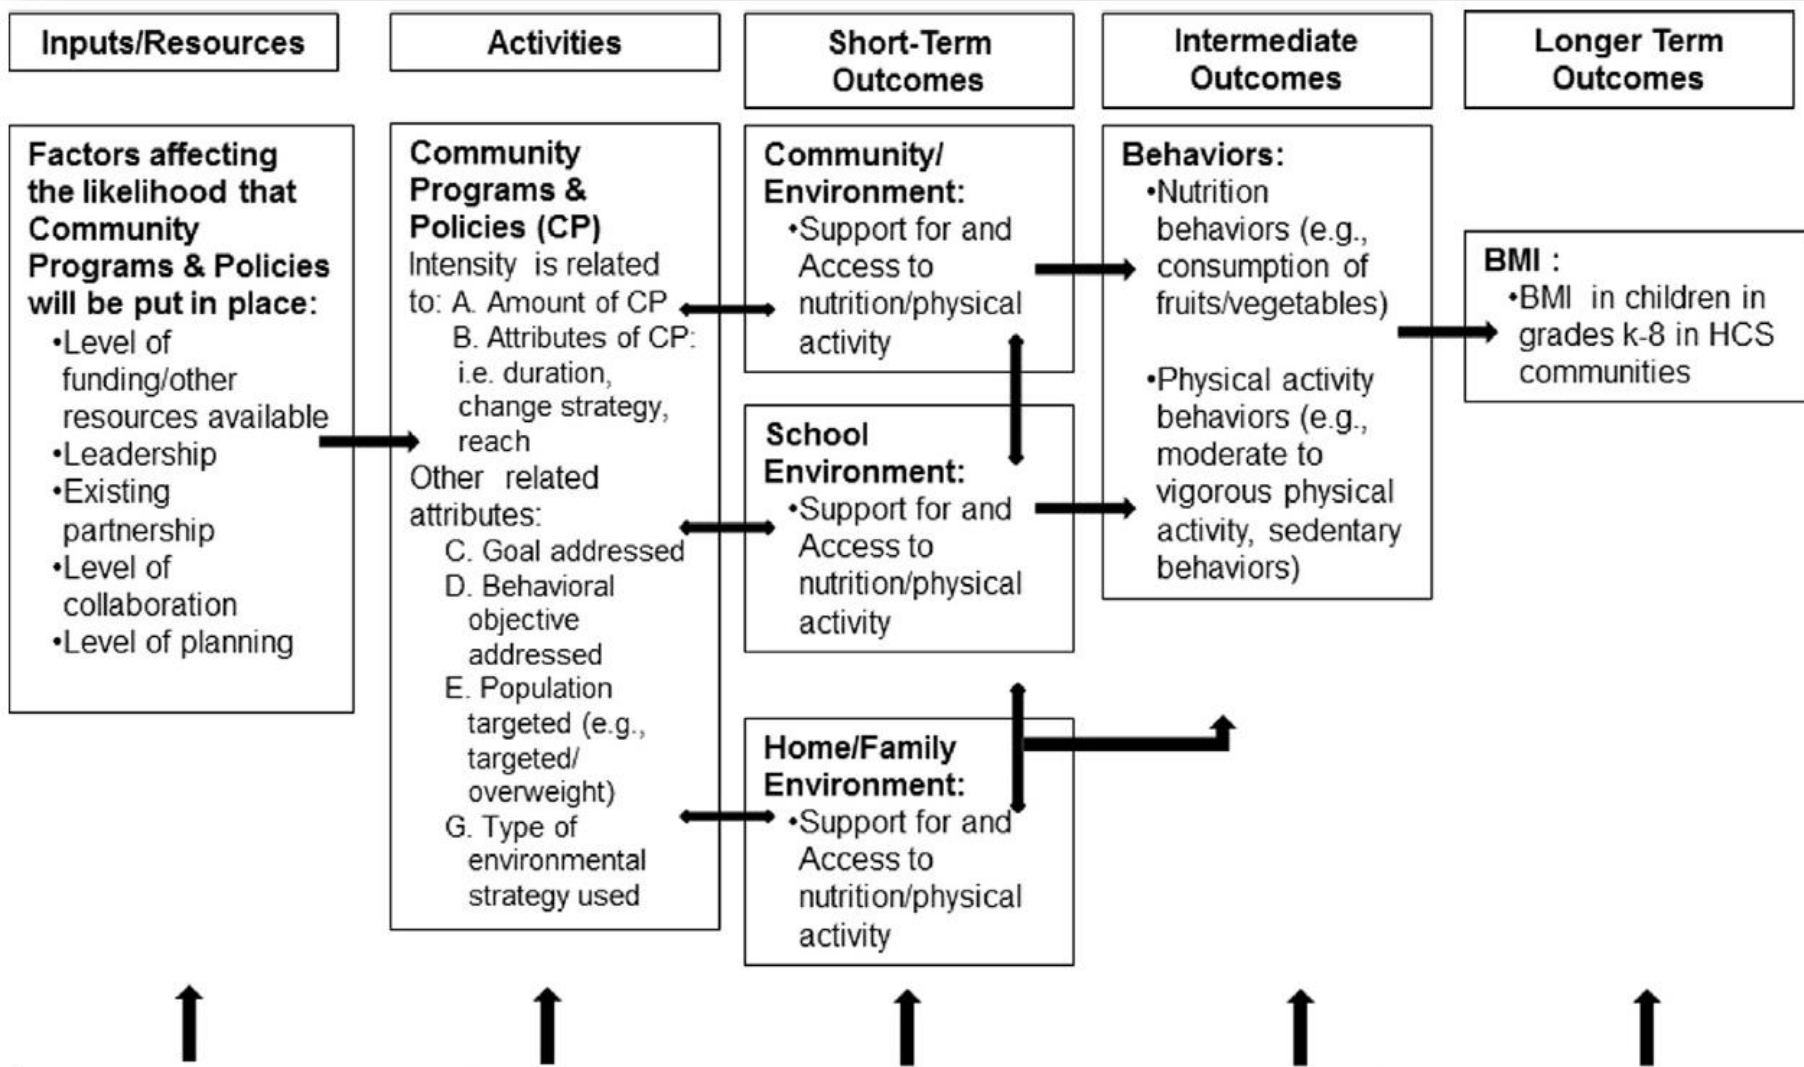 Inputs/Resources
Activities
Short-Term
Outcomes
Intermediate
Outcomes
Longer Term
Outcomes
Factors affecting
the likelihood that
Community
Programs & Policies
will be put in place:
•Level of
funding/other
resources available
•Leadership
•Existing
partnership
•Level of
collaboration
•Level of planning
Community
Programs &
Policies (CP)
Intensity is related
to: A. Amount of CP
B. Attributes of CP:
i.e. duration,
change strategy,
reach
Other related
attributes:
C. Goal addressed
D. Behavioral
objective
addressed
E. Population
targeted (e.g.,
targeted/
overweight)
G. Type of
environmental
strategy used
Community/
Environment:
•Support for and
Access to
nutrition/physical
activity
School
Environment:
•Support for and
Access to
nutrition/physical
activity
Home/Family
Environment:
•Support for and
Access to
nutrition/physical
activity
Behaviors:
•Nutrition
behaviors (e.g.,
consumption of
fruits/vegetables)
•Physical activity
behaviors (e.g.,
moderate to
vigorous physical
activity, sedentary
behaviors)
BMI :
•BMI in children in
grades k-8 in HCS
communities